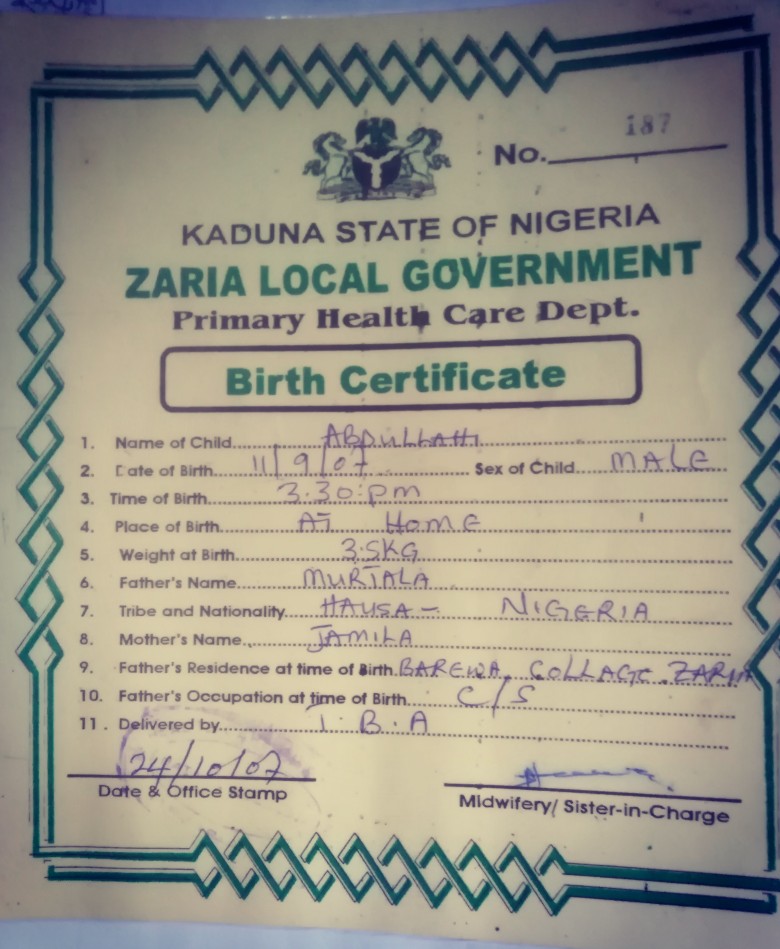 No. 187
KADUNA STATE OF NIGERIA
ZARIA LOCAL GOVERNMENT
Primary Health Care Dept.
Birth Certificate
1. Name of Child ABDULLAHI
2. Date of Birth 11/9/07 Sex of Child MALE
3. Time of Birth 3.30:pm
4. Place of Birth AT HOME
5. Weight at Birth 3.5KG
6. Father's Name MURTALA
7. Tribe and Nationality HAUSA - NIGERIA
8. Mother's Name JAMILA
9. Father's Residence at time of Birth BAREWA COLLAGE ZARIA
10. Father's Occupation at time of Birth C/S
11. Delivered by T.B.A
24/10/07
Date & Office Stamp
Midwifery/ Sister-in-Charge